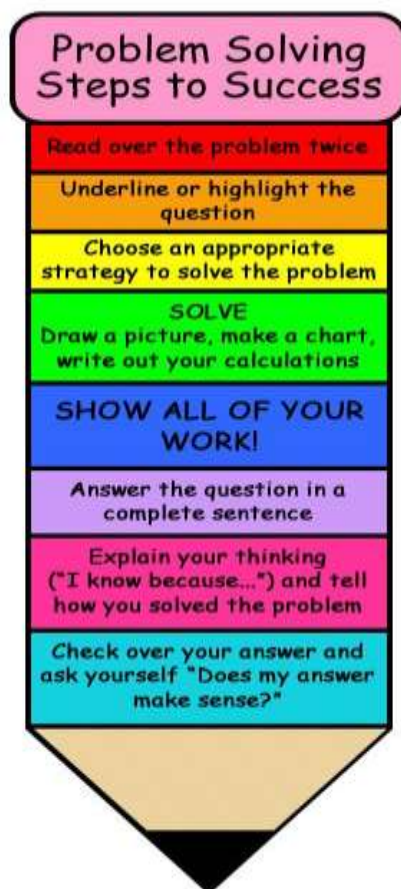 Problem Solving
Steps to Success
Read over the problem twice
Underline or highlight the
question
Choose an appropriate
strategy to solve the problem
SOLVE
Draw a picture, make a chart,
write out your calculations
SHOW ALL OF YOUR
WORK!
Answer the question in a
complete sentence
Explain your thinking
("I know because...") and tell
how you solved the problem
Check over your answer and
ask yourself "Does my answer
make sense?"